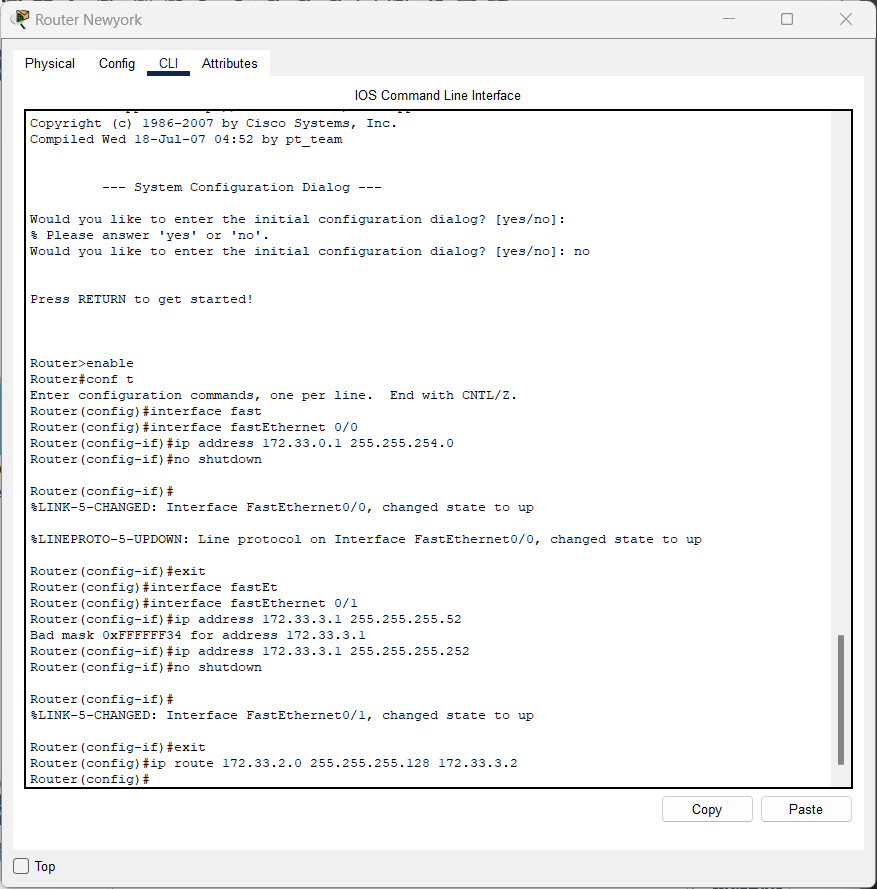 Router Newyork
Physical Config CLI Attributes
IOS Command Line Interface
Copyright (c) 1986-2007 by Cisco Systems, Inc.
Compiled Wed 18-Jul-07 04:52 by pt_team
--- System Configuration Dialog ---
Would you like to enter the initial configuration dialog? [yes/no]:
% Please answer 'yes' or 'no'.
Would you like to enter the initial configuration dialog? [yes/no]: no
Press RETURN to get started!
Router>enable
Router#conf t
Enter configuration commands, one per line.  End with CNTL/Z.
Router(config)#interface fast
Router(config)#interface fastEthernet 0/0
Router(config-if)#ip address 172.33.0.1 255.255.254.0
Router(config-if)#no shutdown
Router(config-if)#
%LINK-5-CHANGED: Interface FastEthernet0/0, changed state to up
%LINEPROTO-5-UPDOWN: Line protocol on Interface FastEthernet0/0, changed state to up
Router(config-if)#exit
Router(config)#interface fastEt
Router(config)#interface fastEthernet 0/1
Router(config-if)#ip address 172.33.3.1 255.255.255.52
Bad mask 0xFFFFFF34 for address 172.33.3.1
Router(config-if)#ip address 172.33.3.1 255.255.255.252
Router(config-if)#no shutdown
Router(config-if)#
%LINK-5-CHANGED: Interface FastEthernet0/1, changed state to up
Router(config-if)#exit
Router(config)#ip route 172.33.2.0 255.255.255.128 172.33.3.2
Router(config)#
Copy Paste
Top